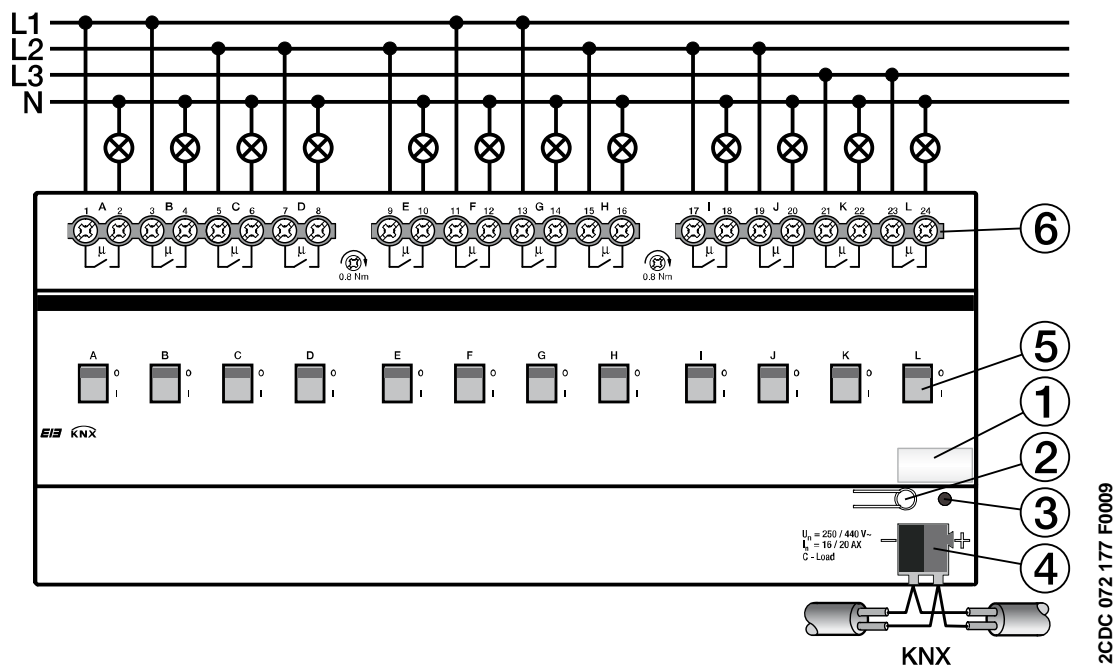 L1
L2
L3
N
1 A 2 3 B 4 5 C 6 7 D 8 9 E 10 11 F 12 13 G 14 15 H 16 17 I 18 19 J 20 21 K 22 23 L 24
6
µ µ µ µ µ µ µ µ µ µ µ µ
0.8 Nm 0.8 Nm
A B C D E F G H I J K L
O O O O O O O O O O O O
I I I I I I I I I I I I
5
1
EIB KNX
2
3
Un = 250 / 440 V~
In = 16 / 20 AX
C - Load
− +
4
KNX
2CDC 072 177 F0009